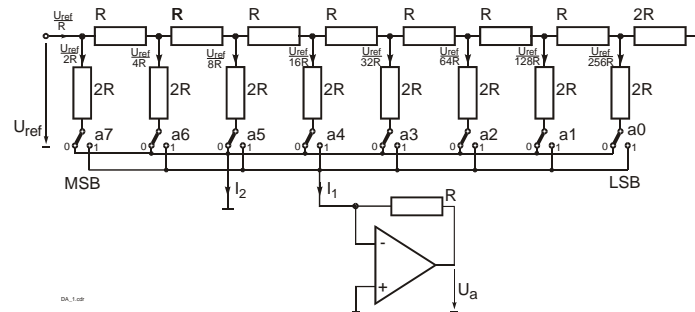 Uref R R R R R R R R 2R
Uref 2R Uref 4R Uref 8R Uref 16R Uref 32R Uref 64R Uref 128R Uref 256R
2R 2R 2R 2R 2R 2R 2R 2R
Uref a7 a6 a5 a4 a3 a2 a1 a0
0 1 0 1 0 1 0 1 0 1 0 1 0 1 0 1
MSB I2 I1 LSB
R
-
+
Ua
DA_1.cdr